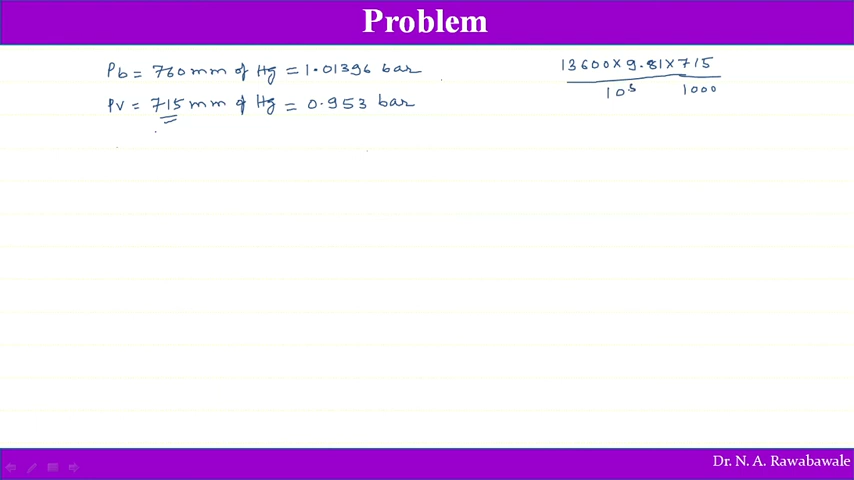 Problem
Pb = 760 mm of Hg = 1.01396 bar
13600 x 9.81 x 715
10⁵ 1000
Pv = 715 mm of Hg = 0.953 bar
Dr. N. A. Rawabawale